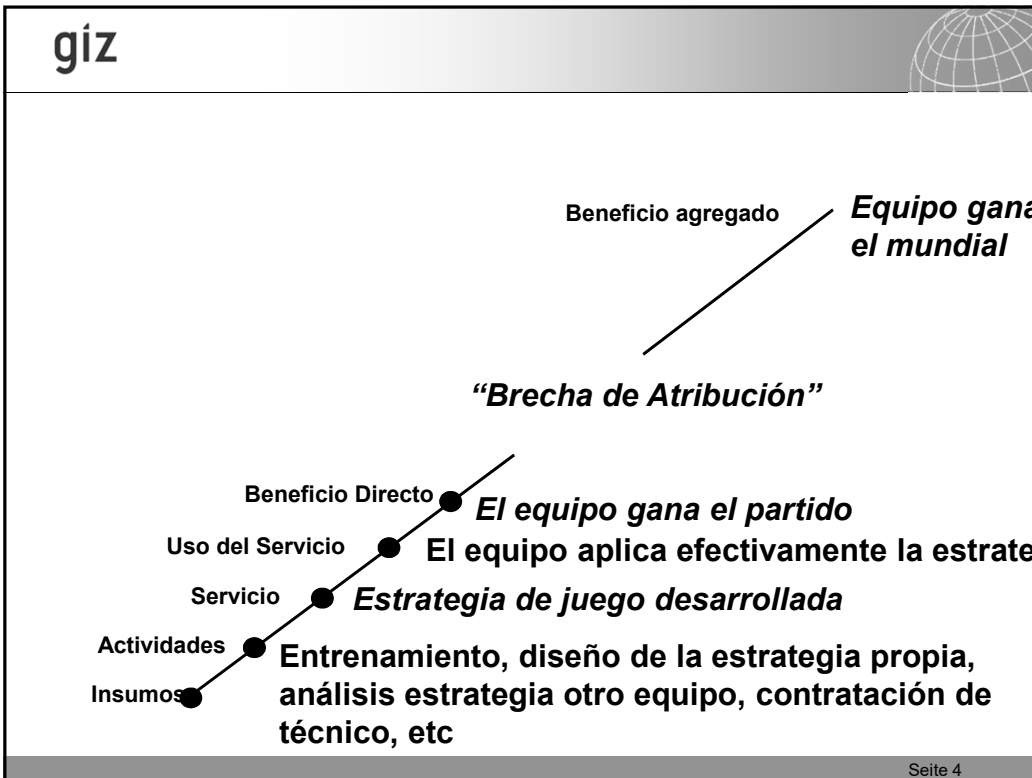 giz
Beneficio agregado
Equipo gana
el mundial
“Brecha de Atribución”
Beneficio Directo
El equipo gana el partido
Uso del Servicio
El equipo aplica efectivamente la estrate
Servicio
Estrategia de juego desarrollada
Actividades
Entrenamiento, diseño de la estrategia propia,
Insumos
análisis estrategia otro equipo, contratación de
técnico, etc
Seite 4